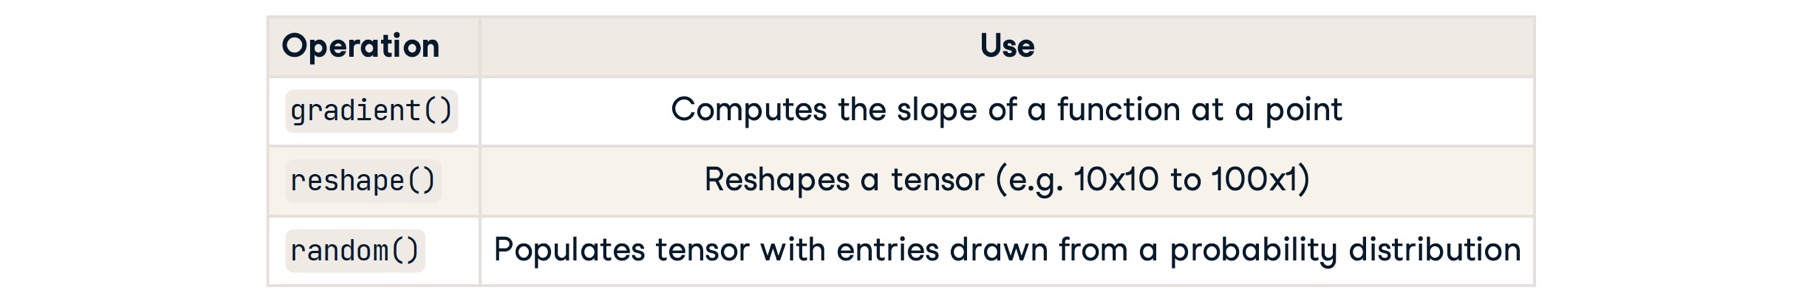 Operation Use
gradient() Computes the slope of a function at a point
reshape() Reshapes a tensor (e.g. 10x10 to 100x1)
random() Populates tensor with entries drawn from a probability distribution